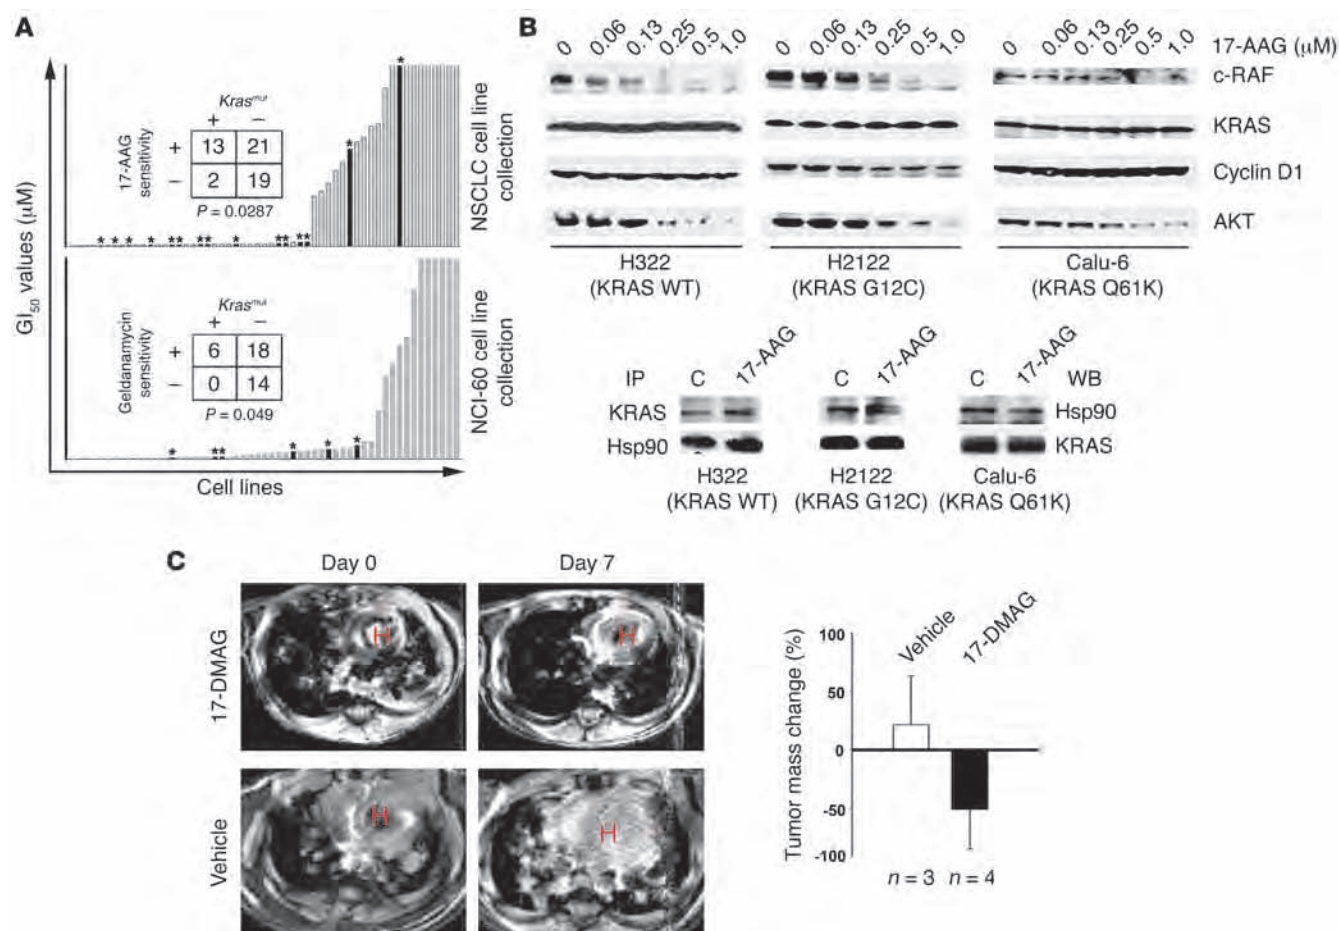 A
GI50 values (μM)
Krasmut
+ −
17-AAG
sensitivity
+ 13 21
− 2 19
P = 0.0287
* * * * ** ** * ** ** * *
NSCLC cell line
collection
Krasmut
+ −
Geldanamycin
sensitivity
+ 6 18
− 0 14
P = 0.049
* ** * * *
NCI-60 cell line
collection
Cell lines
B
0 0.06 0.13 0.25 0.5 1.0
0 0.06 0.13 0.25 0.5 1.0
0 0.06 0.13 0.25 0.5 1.0
17-AAG (μM)
c-RAF
KRAS
Cyclin D1
AKT
H322
(KRAS WT)
H2122
(KRAS G12C)
Calu-6
(KRAS Q61K)
IP C 17-AAG C 17-AAG C 17-AAG WB
KRAS Hsp90
Hsp90 KRAS
H322
(KRAS WT)
H2122
(KRAS G12C)
Calu-6
(KRAS Q61K)
C
Day 0 Day 7
17-DMAG
H H
Vehicle
H H
Tumor mass change (%)
Vehicle
17-DMAG
100
50
0
-50
-100
n = 3 n = 4